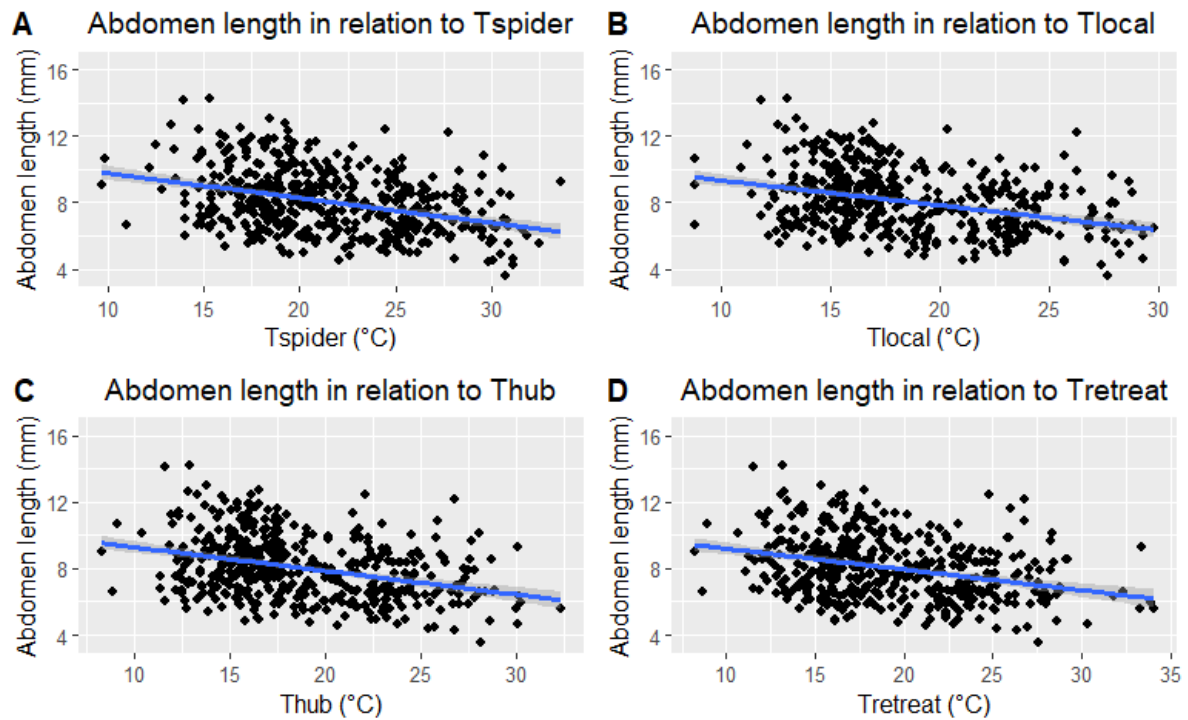 A Abdomen length in relation to Tspider
Abdomen length (mm)
16
12
8
4
10 15 20 25 30
Tspider (°C)
B Abdomen length in relation to Tlocal
Abdomen length (mm)
16
12
8
4
10 15 20 25 30
Tlocal (°C)
C Abdomen length in relation to Thub
Abdomen length (mm)
16
12
8
4
10 15 20 25 30
Thub (°C)
D Abdomen length in relation to Tretreat
Abdomen length (mm)
16
12
8
4
10 15 20 25 30 35
Tretreat (°C)